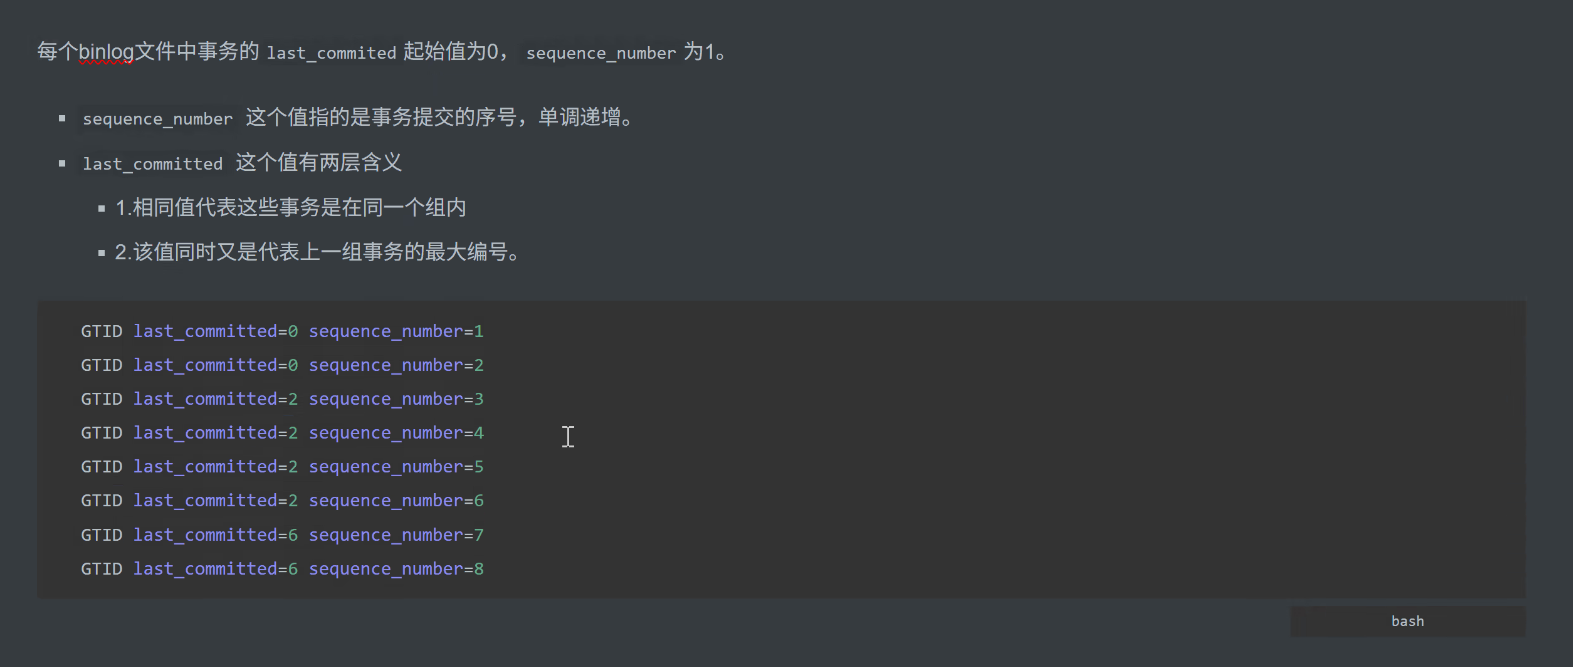 每个binlog文件中事务的 last_commited 起始值为0， sequence_number 为1。
sequence_number 这个值指的是事务提交的序号，单调递增。
last_committed 这个值有两层含义
1.相同值代表这些事务是在同一个组内
2.该值同时又是代表上一组事务的最大编号。
GTID last_committed=0 sequence_number=1
GTID last_committed=0 sequence_number=2
GTID last_committed=2 sequence_number=3
GTID last_committed=2 sequence_number=4
GTID last_committed=2 sequence_number=5
GTID last_committed=2 sequence_number=6
GTID last_committed=6 sequence_number=7
GTID last_committed=6 sequence_number=8
bash